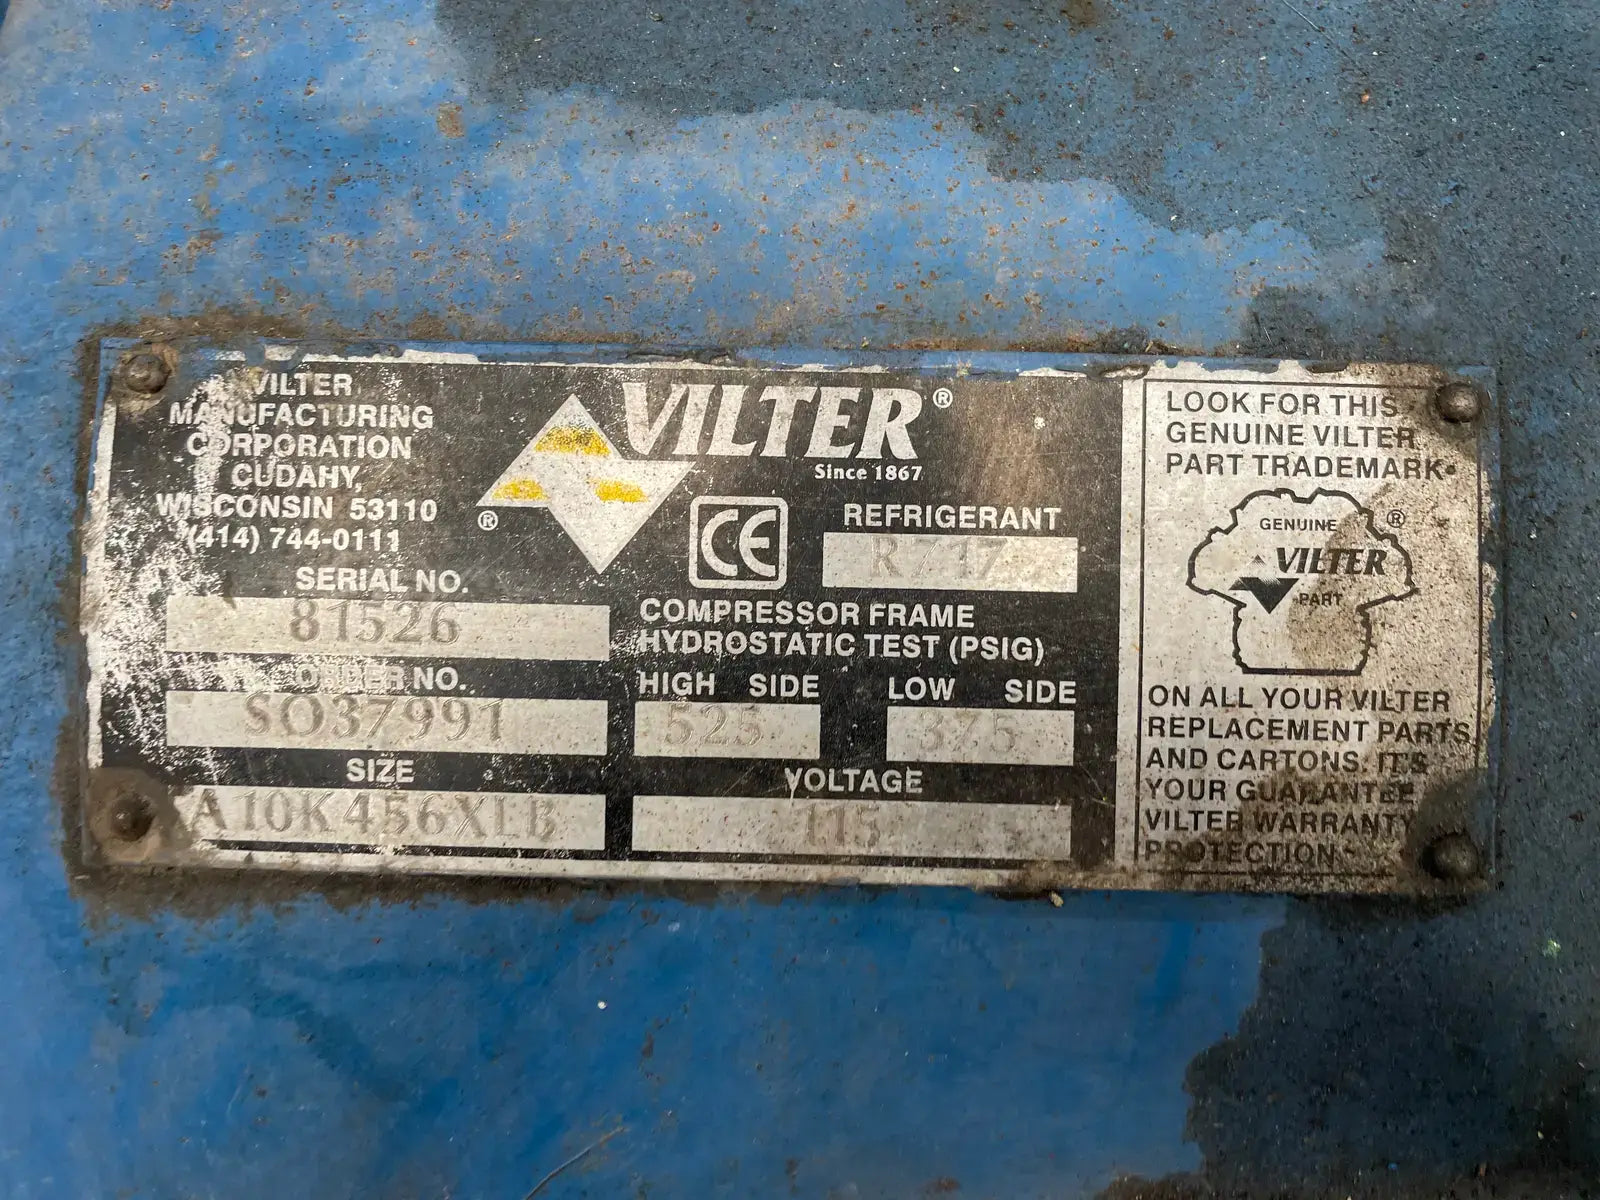 VILTER
MANUFACTURING
CORPORATION
CUDAHY,
WISCONSIN 53110
(414) 744-0111
VILTER®
Since 1867
®
CE
REFRIGERANT
R717
SERIAL NO.
81526
COMPRESSOR FRAME
HYDROSTATIC TEST (PSIG)
ORDER NO.
SO37991
HIGH SIDE
525
LOW SIDE
375
SIZE
A10K456XLB
VOLTAGE
115
LOOK FOR THIS
GENUINE VILTER
PART TRADEMARK
GENUINE
®
VILTER
PART
ON ALL YOUR VILTER
REPLACEMENT PARTS
AND CARTONS. IT'S
YOUR GUARANTEE
VILTER WARRANTY
PROTECTION